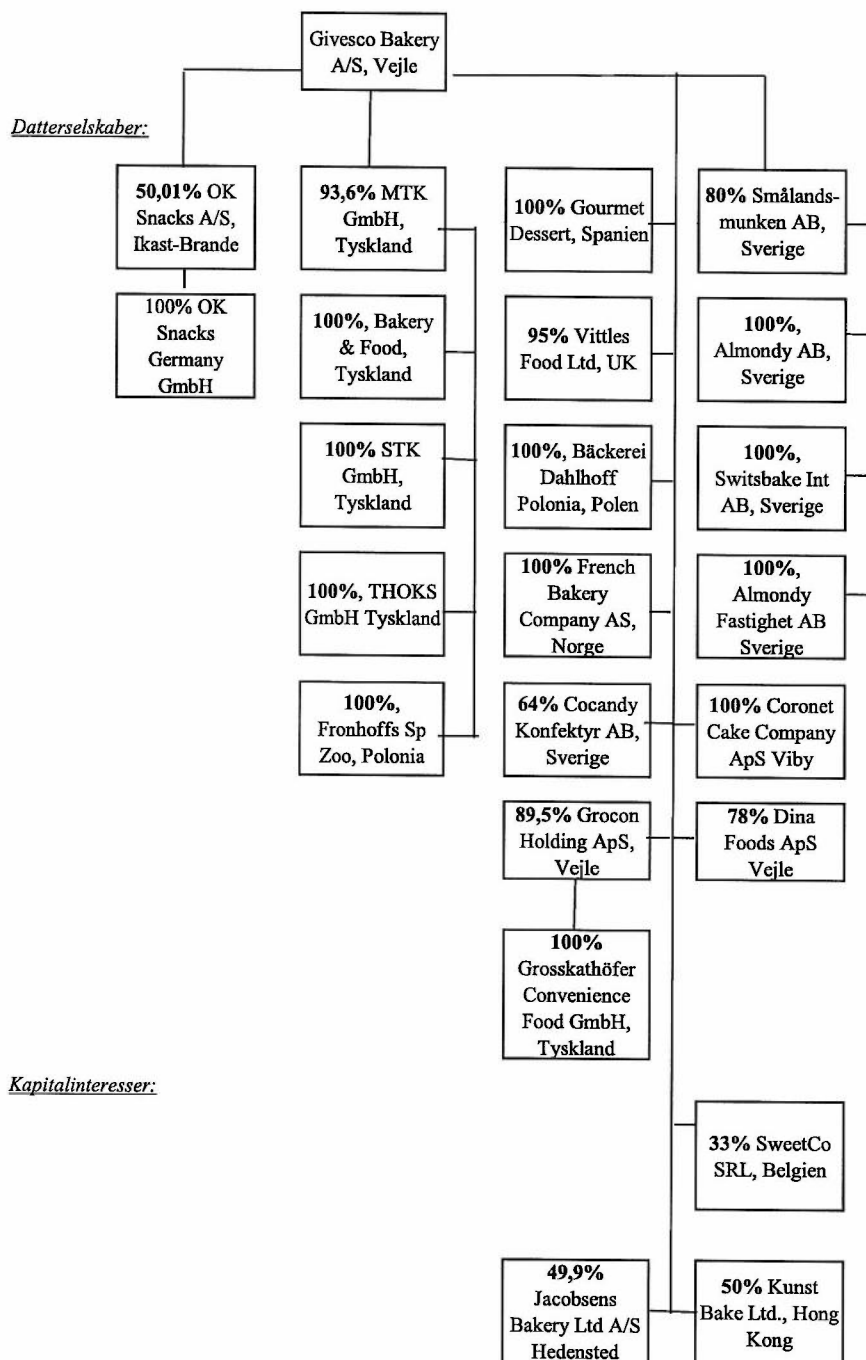 Givesco Bakery
A/S, Vejle
Datterselskaber:
50,01% OK
Snacks A/S,
Ikast-Brande
93,6% MTK
GmbH,
Tyskland
100% Gourmet
Dessert, Spanien
80% Smålands-
munken AB,
Sverige
100% OK
Snacks
Germany
GmbH
100%, Bakery
& Food,
Tyskland
95% Vittles
Food Ltd, UK
100%,
Almondy AB,
Sverige
100% STK
GmbH,
Tyskland
100%, Bäckerei
Dahlhoff
Polonia, Polen
100%,
Switsbake Int
AB, Sverige
100%, THOKS
GmbH Tyskland
100% French
Bakery
Company AS,
Norge
100%,
Almondy
Fastighet AB
Sverige
100%,
Fronhoffs Sp
Zoo, Polonia
64% Cocandy
Konfektyr AB,
Sverige
100% Coronet
Cake Company
ApS Viby
89,5% Grocon
Holding ApS,
Vejle
78% Dina
Foods ApS
Vejle
100%
Grosskathöfer
Convenience
Food GmbH,
Tyskland
Kapitalinteresser:
33% SweetCo
SRL, Belgien
49,9%
Jacobsens
Bakery Ltd A/S
Hedensted
50% Kunst
Bake Ltd., Hong
Kong